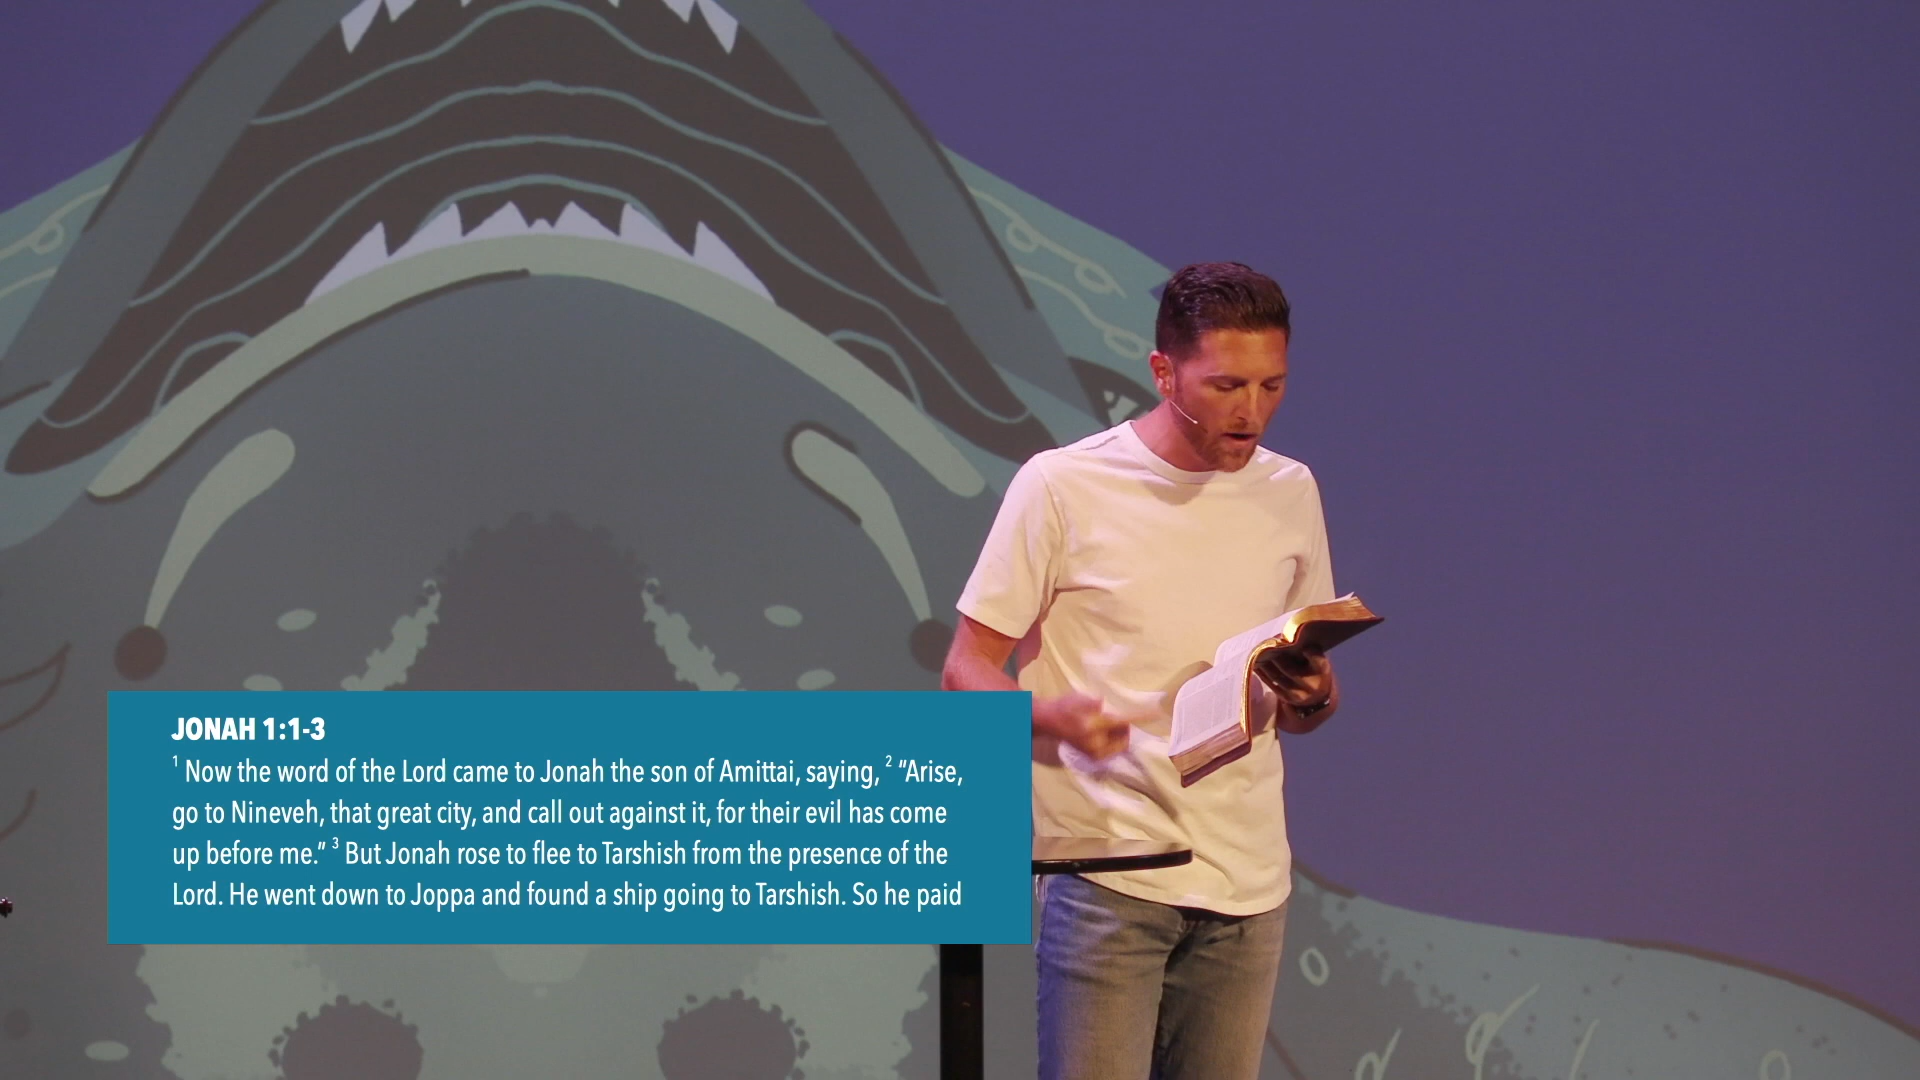 JONAH 1:1-3
¹ Now the word of the Lord came to Jonah the son of Amittai, saying, ² “Arise,
go to Nineveh, that great city, and call out against it, for their evil has come
up before me.” ³ But Jonah rose to flee to Tarshish from the presence of the
Lord. He went down to Joppa and found a ship going to Tarshish. So he paid